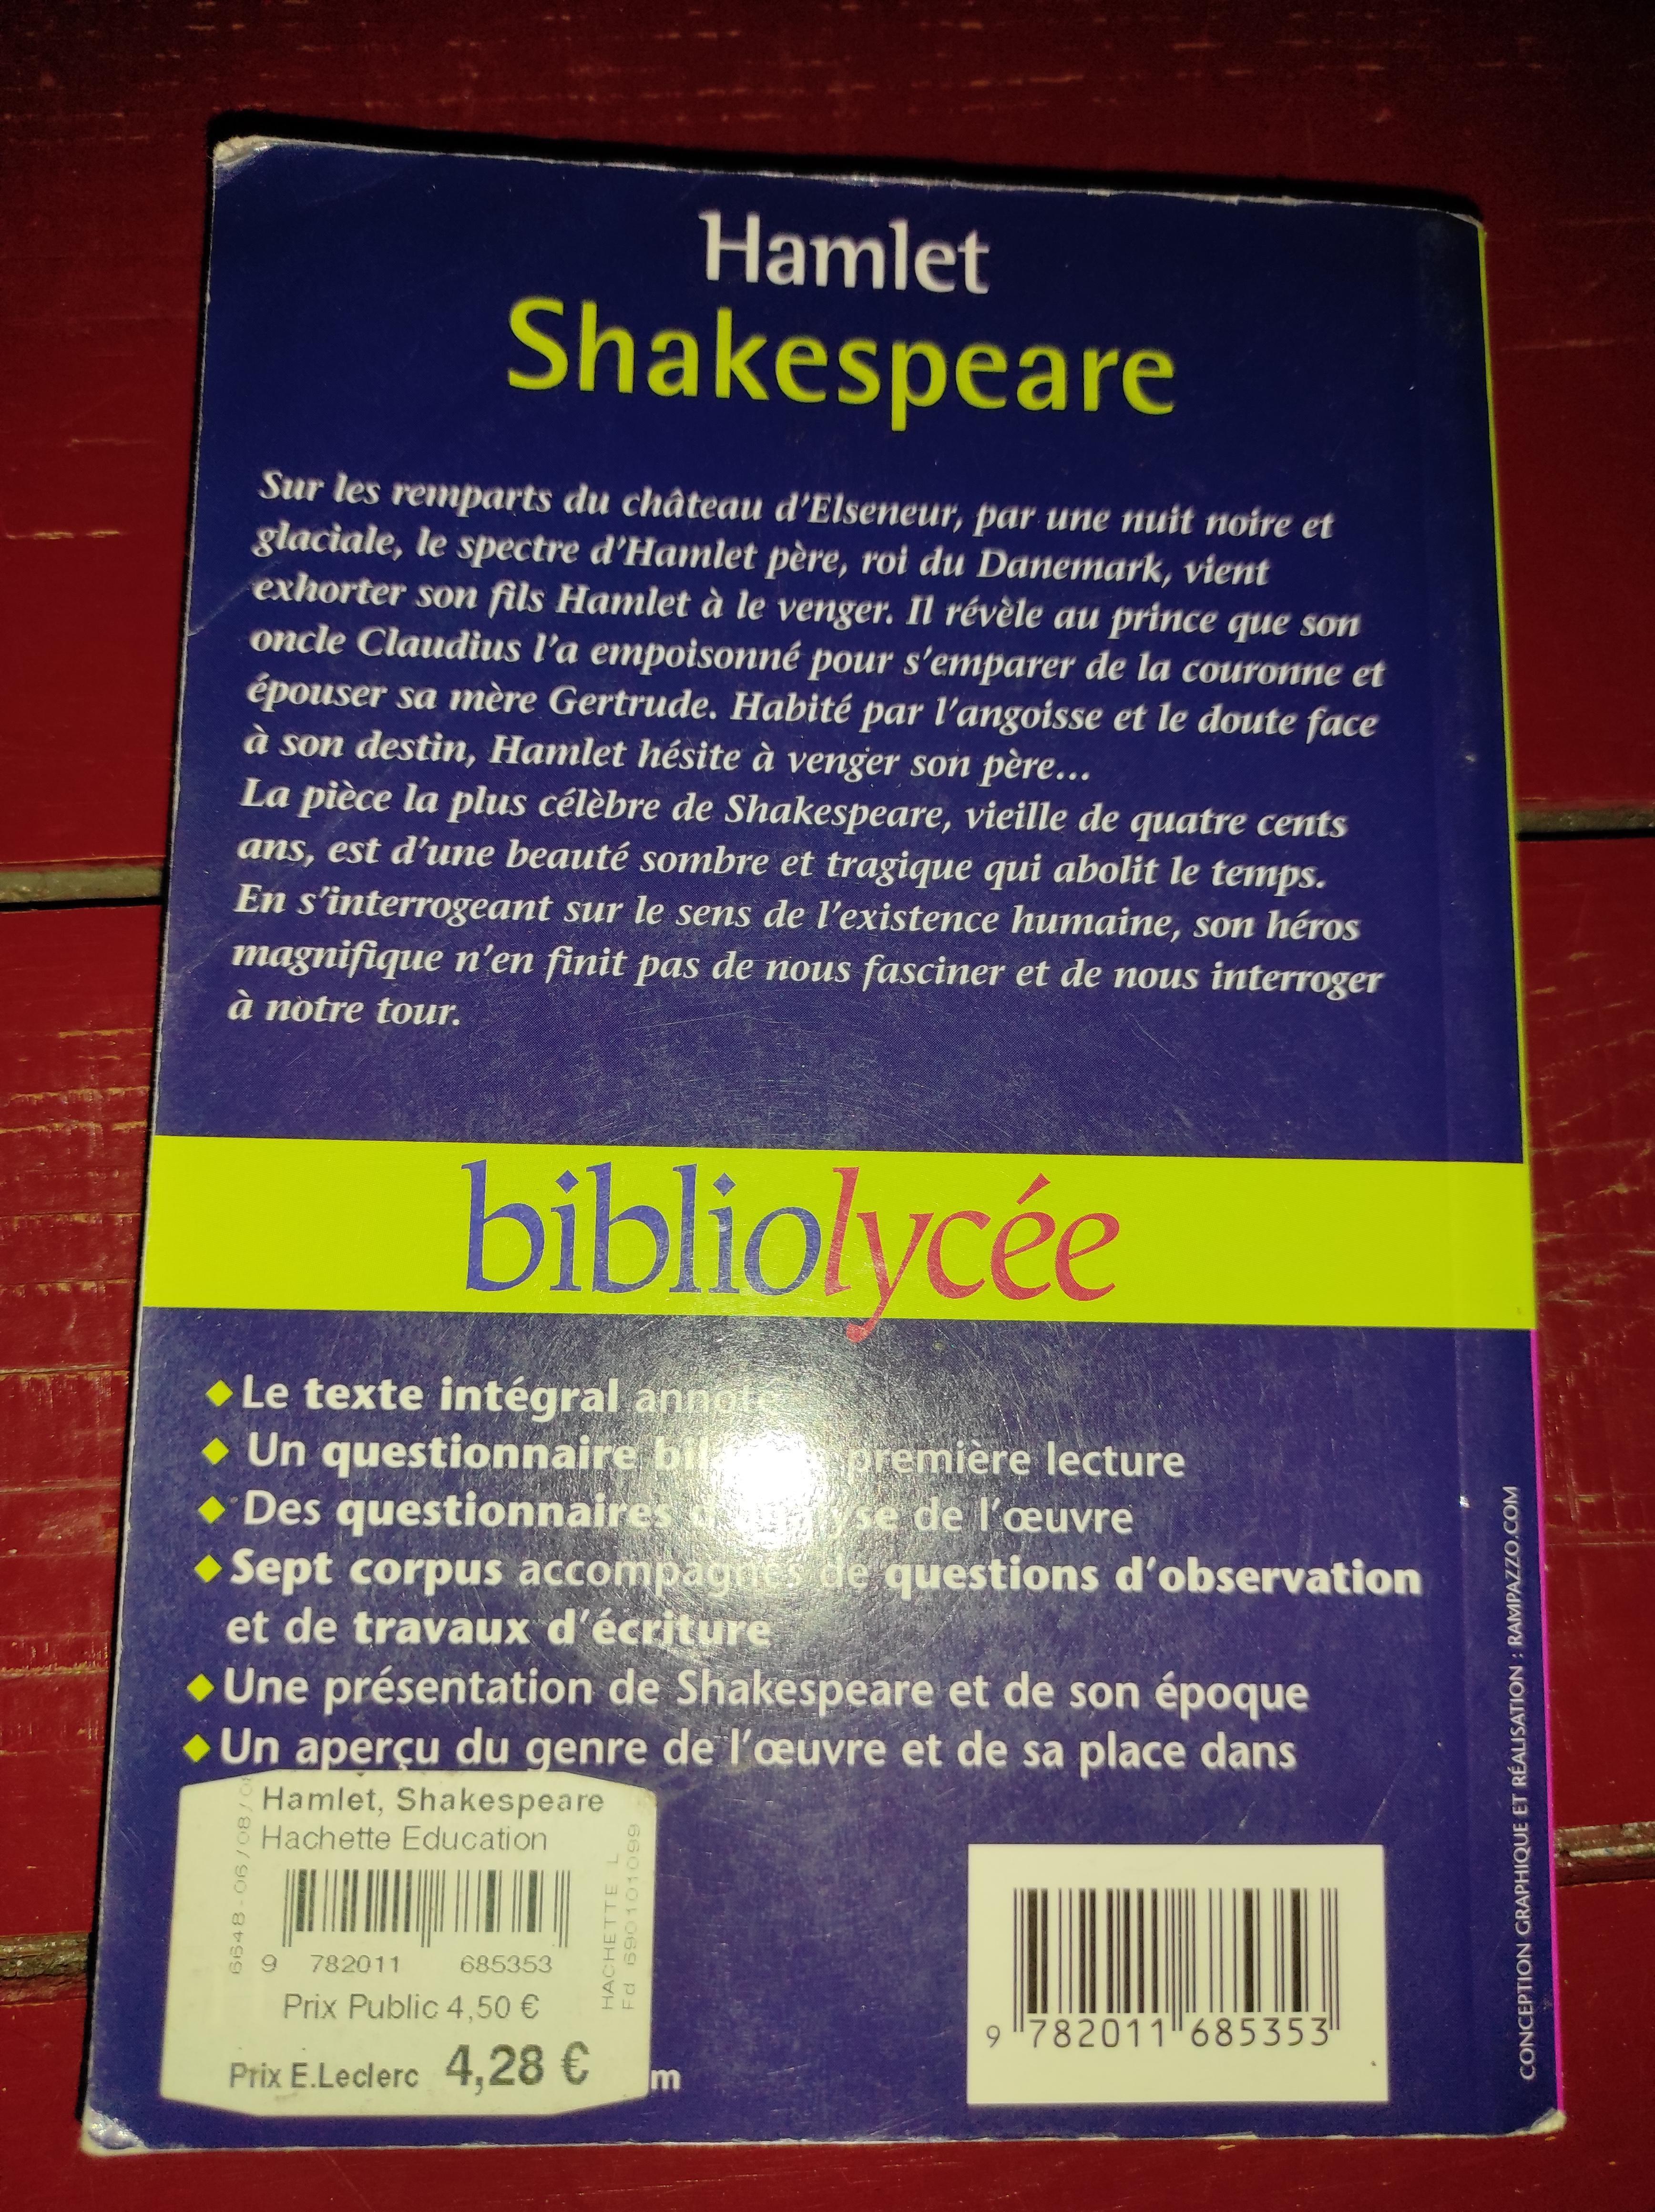 Hamlet
Shakespeare
Sur les remparts du château d'Elseneur, par une nuit noire et
glaciale, le spectre d'Hamlet père, roi du Danemark, vient
exhorter son fils Hamlet à le venger. Il révèle au prince que son
oncle Claudius l'a empoisonné pour s'emparer de la couronne et
épouser sa mère Gertrude. Habité par l'angoisse et le doute face
à son destin, Hamlet hésite à venger son père...
La pièce la plus célèbre de Shakespeare, vieille de quatre cents
ans, est d'une beauté sombre et tragique qui abolit le temps.
En s'interrogeant sur le sens de l'existence humaine, son héros
magnifique n'en finit pas de nous fasciner et de nous interroger
à notre tour.
bibliolycée
Le texte intégral annoté
Un questionnaire première lecture
Des questionnaires de l'œuvre
Sept corpus accompagnés de questions d'observation
et de travaux d'écriture
Une présentation de Shakespeare et de son époque
Un aperçu du genre de l'œuvre et de sa place dans
Hamlet, Shakespeare
Hachette Education
9 782011 685353
Prix Public 4,50 €
Prix E.Leclerc 4,28 €
HACHETTE L
Fd 690101099
m
9 782011 685353
CONCEPTION GRAPHIQUE ET RÉALISATION : RAMPAZZO.COM